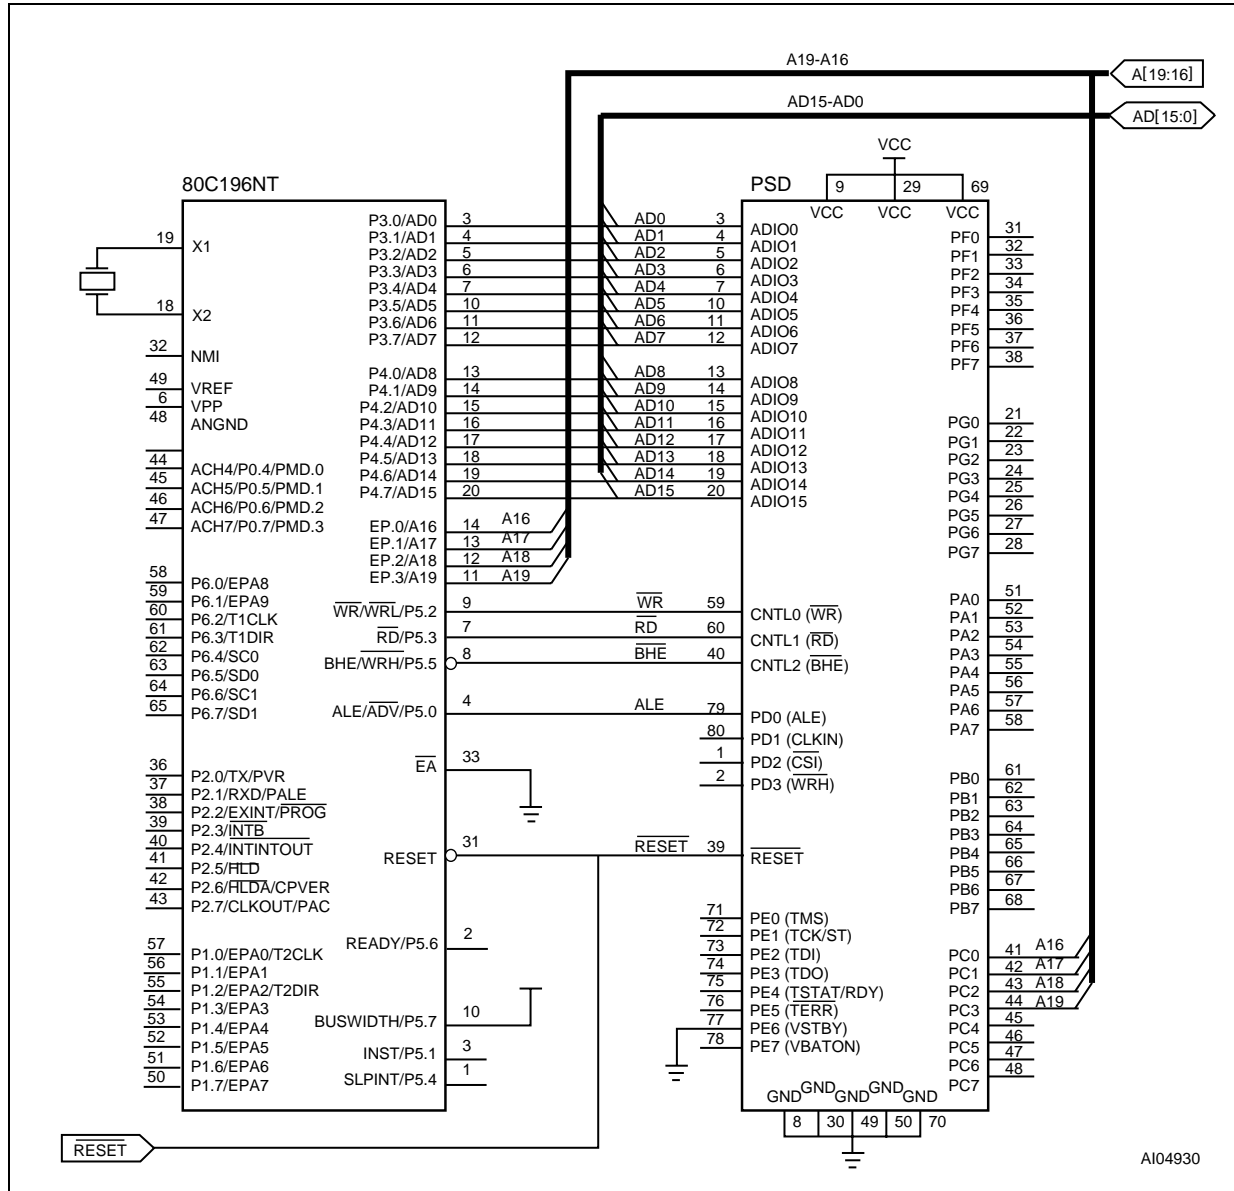 A19-A16
A[19:16]
AD15-AD0
AD[15:0]
VCC
80C196NT
PSD
9 29 69
VCC VCC VCC
19 X1
18 X2
32 NMI
49 VREF
6 VPP
48 ANGND
44 ACH4/P0.4/PMD.0
45 ACH5/P0.5/PMD.1
46 ACH6/P0.6/PMD.2
47 ACH7/P0.7/PMD.3
58 P6.0/EPA8
59 P6.1/EPA9
60 P6.2/T1CLK
61 P6.3/T1DIR
62 P6.4/SC0
63 P6.5/SD0
64 P6.6/SC1
65 P6.7/SD1
36 P2.0/TX/PVR
37 P2.1/RXD/PALE
38 P2.2/EXINT/PROG
39 P2.3/INTB
40 P2.4/INTINTOUT
41 P2.5/HLD
42 P2.6/HLDA/CPVER
43 P2.7/CLKOUT/PAC
57 P1.0/EPA0/T2CLK
56 P1.1/EPA1
55 P1.2/EPA2/T2DIR
54 P1.3/EPA3
53 P1.4/EPA4
52 P1.5/EPA5
51 P1.6/EPA6
50 P1.7/EPA7
P3.0/AD0 3 AD0 3 ADIO0
P3.1/AD1 4 AD1 4 ADIO1
P3.2/AD2 5 AD2 5 ADIO2
P3.3/AD3 6 AD3 6 ADIO3
P3.4/AD4 7 AD4 7 ADIO4
P3.5/AD5 10 AD5 10 ADIO5
P3.6/AD6 11 AD6 11 ADIO6
P3.7/AD7 12 AD7 12 ADIO7
P4.0/AD8 13 AD8 13 ADIO8
P4.1/AD9 14 AD9 14 ADIO9
P4.2/AD10 15 AD10 15 ADIO10
P4.3/AD11 16 AD11 16 ADIO11
P4.4/AD12 17 AD12 17 ADIO12
P4.5/AD13 18 AD13 18 ADIO13
P4.6/AD14 19 AD14 19 ADIO14
P4.7/AD15 20 AD15 20 ADIO15
EP.0/A16 14 A16
EP.1/A17 13 A17
EP.2/A18 12 A18
EP.3/A19 11 A19
WR/WRL/P5.2 9 WR 59 CNTL0 (WR)
RD/P5.3 7 RD 60 CNTL1 (RD)
BHE/WRH/P5.5 8 BHE 40 CNTL2 (BHE)
ALE/ADV/P5.0 4 ALE 79 PD0 (ALE)
80 PD1 (CLKIN)
1 PD2 (CSI)
2 PD3 (WRH)
EA 33
RESET 31 RESET 39 RESET
READY/P5.6 2
BUSWIDTH/P5.7 10
INST/P5.1 3
SLPINT/P5.4 1
71 PE0 (TMS)
72 PE1 (TCK/ST)
73 PE2 (TDI)
74 PE3 (TDO)
75 PE4 (TSTAT/RDY)
76 PE5 (TERR)
77 PE6 (VSTBY)
78 PE7 (VBATON)
PF0 31
PF1 32
PF2 33
PF3 34
PF4 35
PF5 36
PF6 37
PF7 38
PG0 21
PG1 22
PG2 23
PG3 24
PG4 25
PG5 26
PG6 27
PG7 28
PA0 51
PA1 52
PA2 53
PA3 54
PA4 55
PA5 56
PA6 57
PA7 58
PB0 61
PB1 62
PB2 63
PB3 64
PB4 65
PB5 66
PB6 67
PB7 68
PC0 41 A16
PC1 42 A17
PC2 43 A18
PC3 44 A19
PC4 45
PC5 46
PC6 47
PC7 48
GND GND GND GND GND
8 30 49 50 70
RESET
AI04930